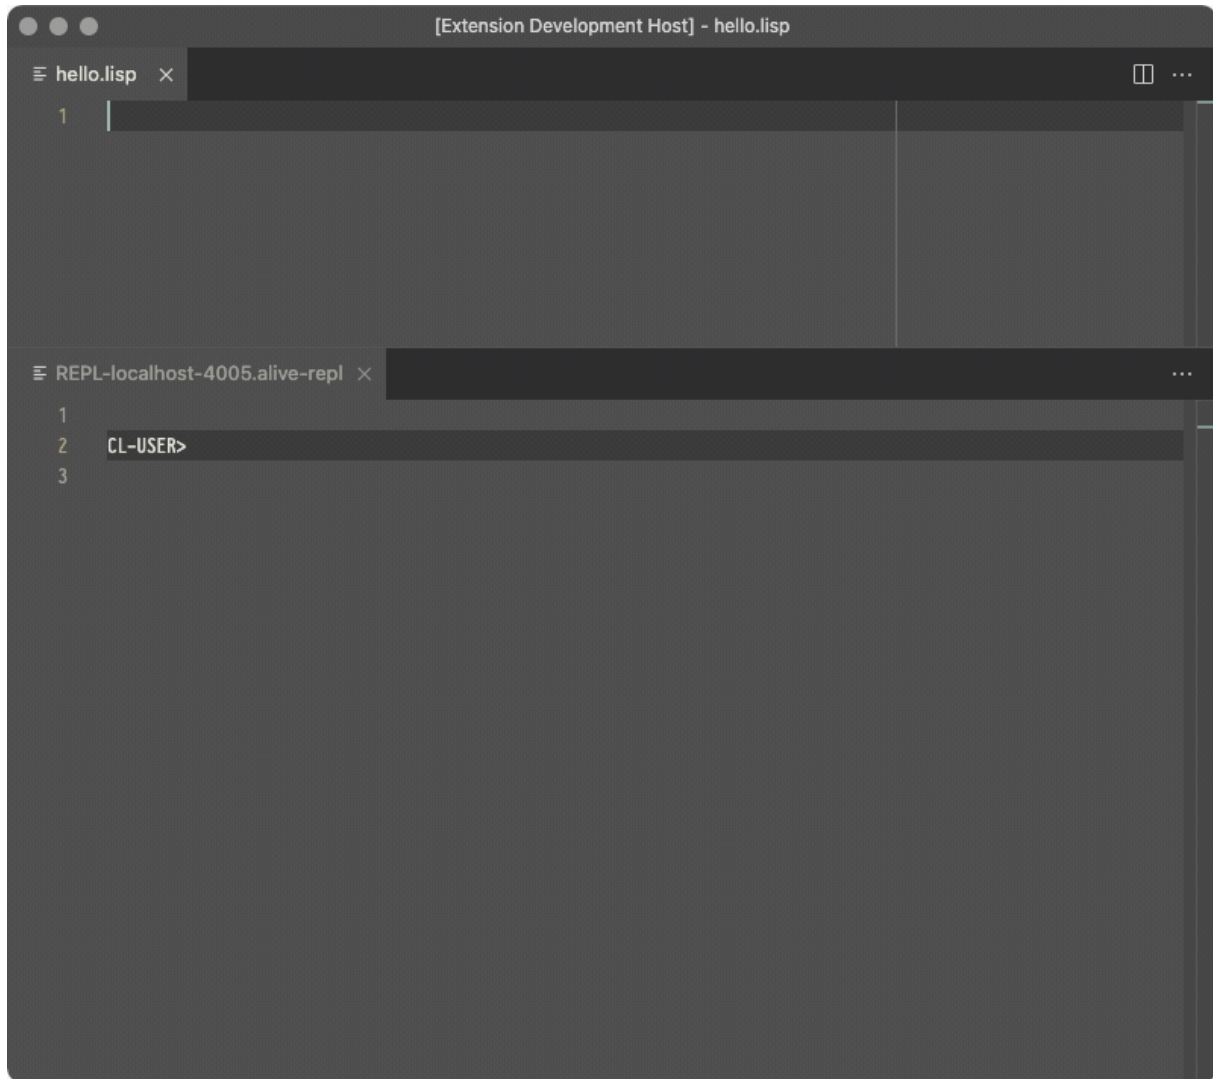 [Extension Development Host] - hello.lisp
hello.lisp
1
REPL-localhost-4005.alive-repl
1
2 CL-USER>
3